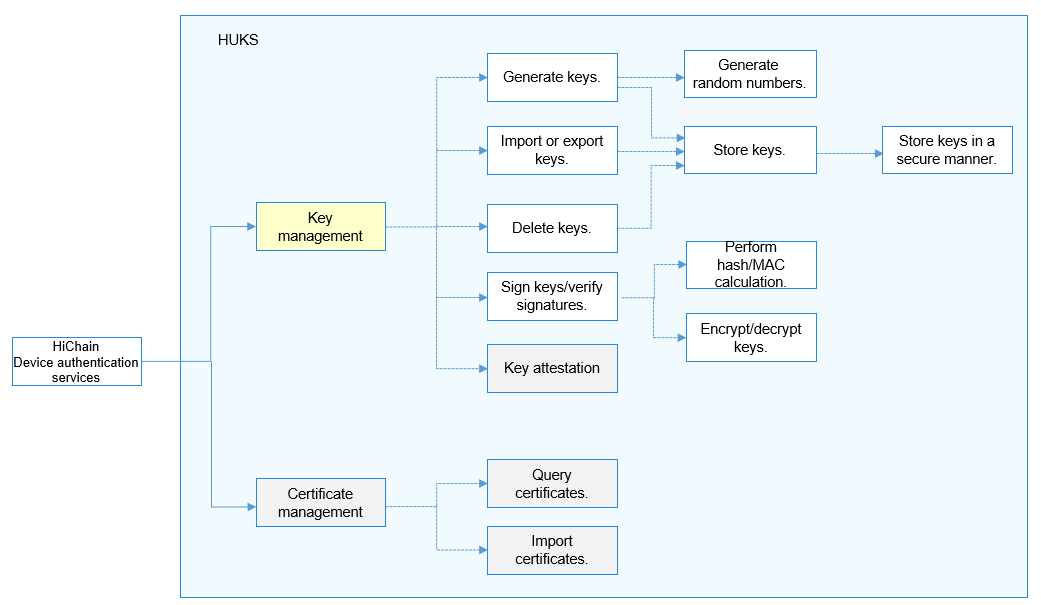 HUKS
Generate keys.
Generate
random numbers.
Import or export
keys.
Store keys.
Store keys in a
secure manner.
Key
management
Delete keys.
Perform
hash/MAC
calculation.
Sign keys/verify
signatures.
Encrypt/decrypt
keys.
HiChain
Device authentication
services
Key attestation
Certificate
management
Query
certificates.
Import
certificates.